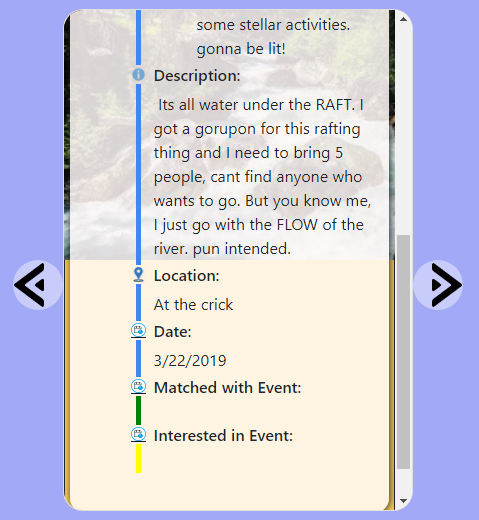 some stellar activities.
gonna be lit!
Description:
Its all water under the RAFT. I
got a gorupon for this rafting
thing and I need to bring 5
people, cant find anyone who
wants to go. But you know me,
I just go with the FLOW of the
river. pun intended.
Location:
At the crick
Date:
3/22/2019
Matched with Event:
Interested in Event: